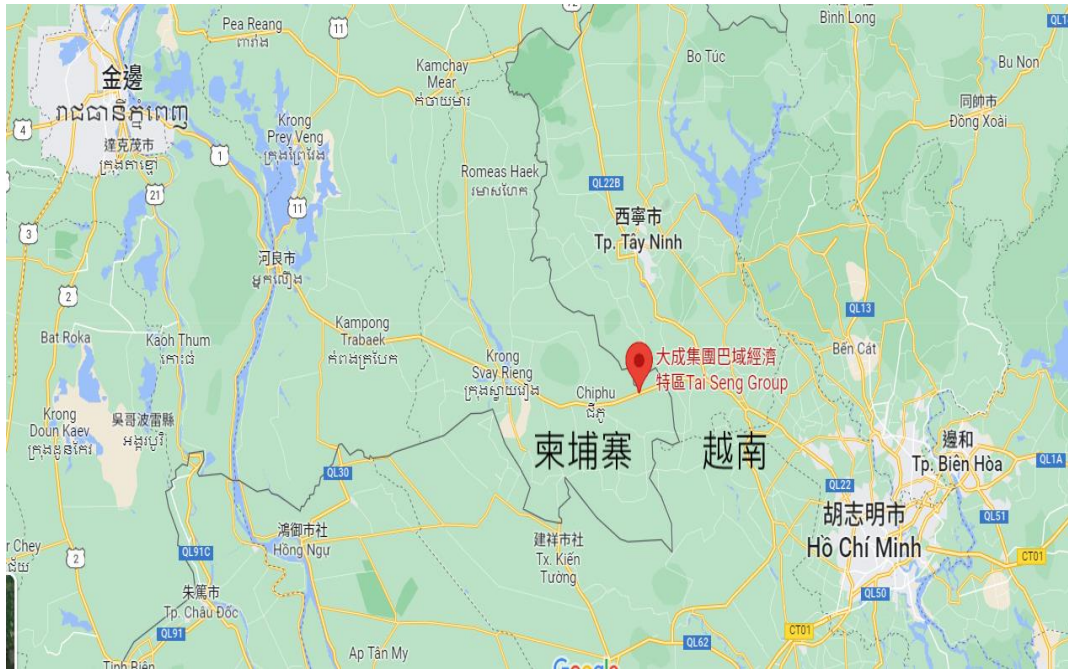 72
Bình Long
QL1
Pea Reang
ពារាំង
11
Bo Túc
Bu Non
Kamchay
Mear
កំចាយមារ
金邊
រាជធានីភ្នំពេញ
同帥市
Đồng Xoài
4
達克茂市
ក្រុងតាខ្មៅ
1
Krong
Prey Veng
ក្រុងព្រៃវែង
Romeas Haek
រមាសហែក
QL22B
21
11
西寧市
Tp. Tây Ninh
3
河良市
អ្នកលឿង
2
QL13
Bat Roka
Kaoh Thum
កោះធំ
Kampong
Trabaek
កំពង់ត្របែក
Krong
Svay Rieng
ក្រុងស្វាយរៀង
Chiphu
ជីភូ
大成集團巴域經濟
特區Tai Seng Group
Bến Cát
Krong
Doun Kaev
ក្រុងដូនកែវ
吳哥波雷縣
អង្គរបូរី
柬埔寨
越南
邊和
Tp. Biên Hòa
QL1A
QL30
QL22
QL51
胡志明市
Hồ Chí Minh
鴻御市社
Hồng Ngự
建祥市社
Tx. Kiến
Tường
r Chey
ជ័យ
2
QL91C
CT01
朱篤市
Tp. Châu Đốc
QL50
QL91
QL62
CT01
Ap Tân My
Tinh Biên
Google